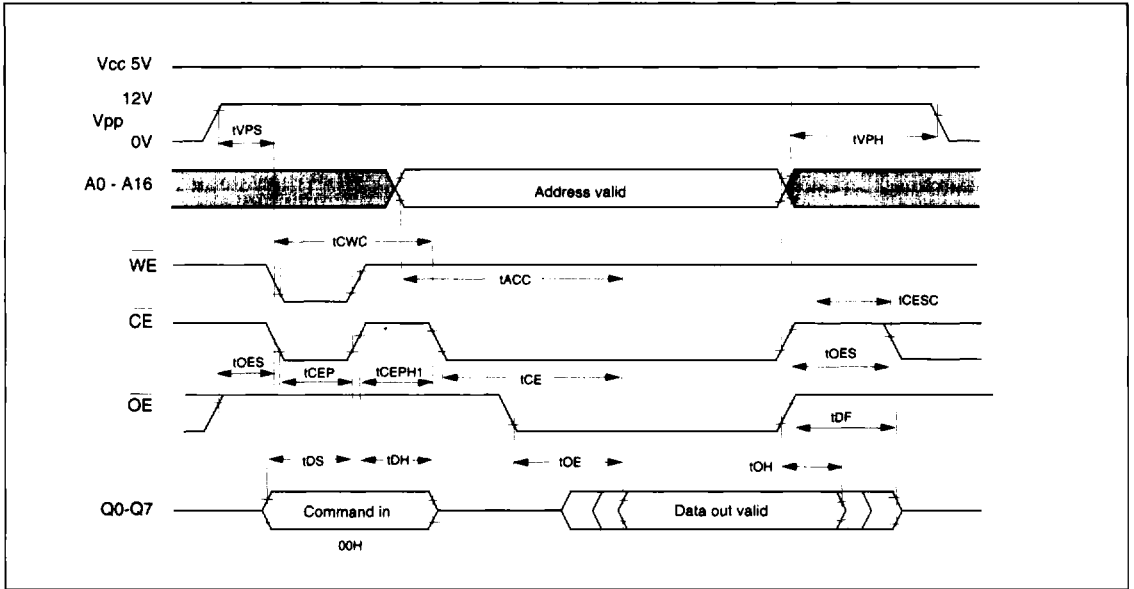 Vcc 5V
12V
Vpp
0V
tVPS
tVPH
A0 - A16
Address valid
tCWC
WE
tACC
tCESC
CE
tOES
tCEP
tCEPH1
tCE
tOES
OE
tDF
tDS
tDH
tOE
tOH
Q0-Q7
Command in
Data out valid
00H